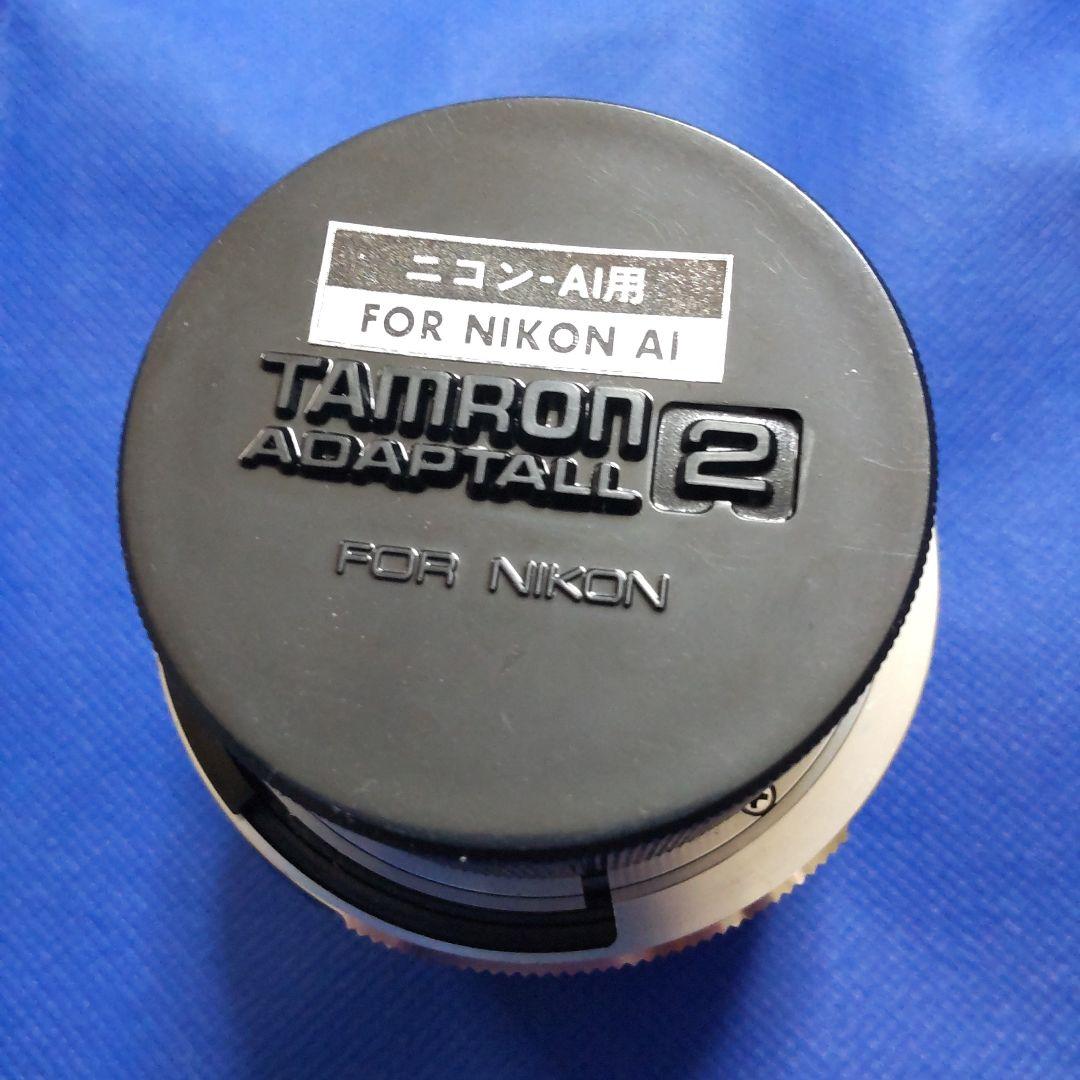 ニコン-AI用
FOR NIKON AI
TAMRON
ADAPTALL 2
FOR NIKON